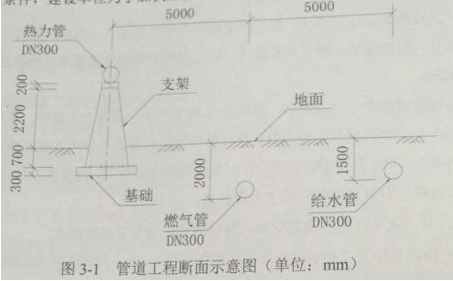 5000
5000
热力管
DN300
200
2200
700
300
支架
地面
基础
2000
1500
燃气管
DN300
给水管
DN300
图 3-1 管道工程断面示意图(单位:mm)